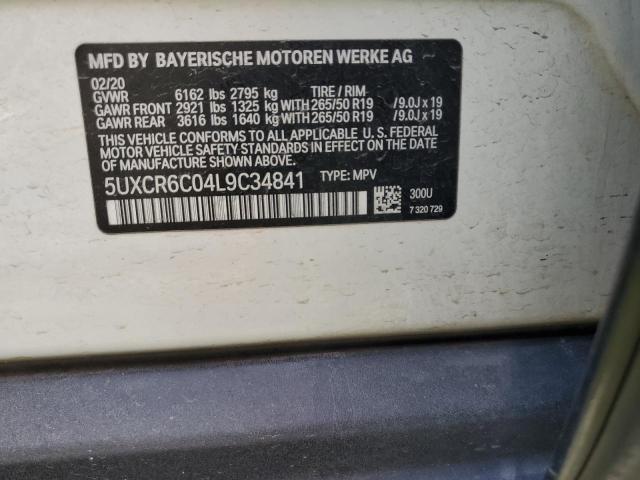 MFD BY BAYERISCHE MOTOREN WERKE AG
02/20
GVWR 6162 lbs 2795 kg TIRE / RIM
GAWR FRONT 2921 lbs 1325 kg WITH 265/50 R19 /9.0J x 19
GAWR REAR 3616 lbs 1640 kg WITH 265/50 R19 /9.0J x 19
THIS VEHICLE CONFORMS TO ALL APPLICABLE U. S. FEDERAL
MOTOR VEHICLE SAFETY STANDARDS IN EFFECT ON THE DATE
OF MANUFACTURE SHOWN ABOVE.
5UXCR6C04L9C34841 TYPE: MPV
300U
7 320 729